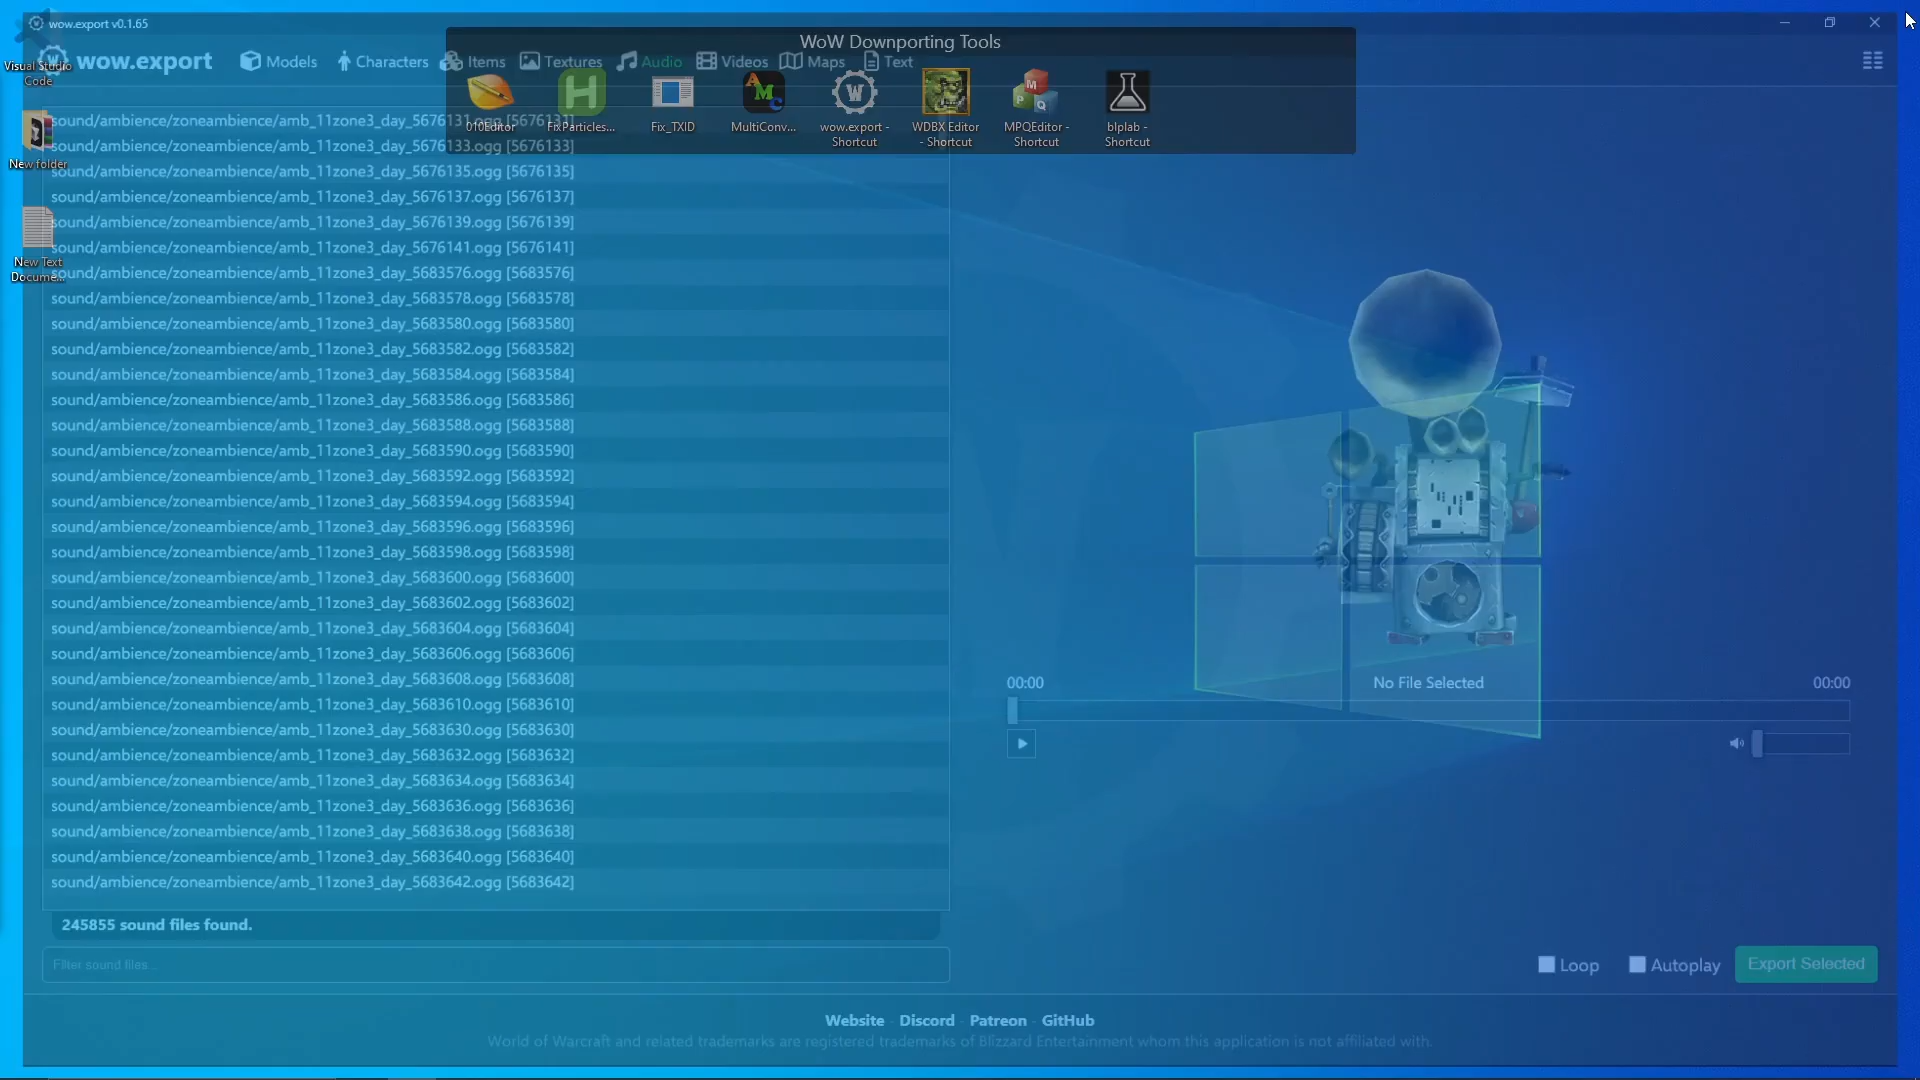 wow.export v0.1.65
WoW Downporting Tools
Visual Studio
Code
wow.export
Models
Characters
Items
Textures
Audio
Videos
Maps
Text
010Editor
FixParticles...
Fix_TXID
MultiConv...
wow.export -
Shortcut
WDBX Editor
- Shortcut
MPQEditor -
Shortcut
blplab -
Shortcut
New folder
New Text
Docume...
sound/ambience/zoneambience/amb_11zone3_day_5676131.ogg [5676131]
sound/ambience/zoneambience/amb_11zone3_day_5676133.ogg [5676133]
sound/ambience/zoneambience/amb_11zone3_day_5676135.ogg [5676135]
sound/ambience/zoneambience/amb_11zone3_day_5676137.ogg [5676137]
sound/ambience/zoneambience/amb_11zone3_day_5676139.ogg [5676139]
sound/ambience/zoneambience/amb_11zone3_day_5676141.ogg [5676141]
sound/ambience/zoneambience/amb_11zone3_day_5683576.ogg [5683576]
sound/ambience/zoneambience/amb_11zone3_day_5683578.ogg [5683578]
sound/ambience/zoneambience/amb_11zone3_day_5683580.ogg [5683580]
sound/ambience/zoneambience/amb_11zone3_day_5683582.ogg [5683582]
sound/ambience/zoneambience/amb_11zone3_day_5683584.ogg [5683584]
sound/ambience/zoneambience/amb_11zone3_day_5683586.ogg [5683586]
sound/ambience/zoneambience/amb_11zone3_day_5683588.ogg [5683588]
sound/ambience/zoneambience/amb_11zone3_day_5683590.ogg [5683590]
sound/ambience/zoneambience/amb_11zone3_day_5683592.ogg [5683592]
sound/ambience/zoneambience/amb_11zone3_day_5683594.ogg [5683594]
sound/ambience/zoneambience/amb_11zone3_day_5683596.ogg [5683596]
sound/ambience/zoneambience/amb_11zone3_day_5683598.ogg [5683598]
sound/ambience/zoneambience/amb_11zone3_day_5683600.ogg [5683600]
sound/ambience/zoneambience/amb_11zone3_day_5683602.ogg [5683602]
sound/ambience/zoneambience/amb_11zone3_day_5683604.ogg [5683604]
sound/ambience/zoneambience/amb_11zone3_day_5683606.ogg [5683606]
sound/ambience/zoneambience/amb_11zone3_day_5683608.ogg [5683608]
sound/ambience/zoneambience/amb_11zone3_day_5683610.ogg [5683610]
sound/ambience/zoneambience/amb_11zone3_day_5683630.ogg [5683630]
sound/ambience/zoneambience/amb_11zone3_day_5683632.ogg [5683632]
sound/ambience/zoneambience/amb_11zone3_day_5683634.ogg [5683634]
sound/ambience/zoneambience/amb_11zone3_day_5683636.ogg [5683636]
sound/ambience/zoneambience/amb_11zone3_day_5683638.ogg [5683638]
sound/ambience/zoneambience/amb_11zone3_day_5683640.ogg [5683640]
sound/ambience/zoneambience/amb_11zone3_day_5683642.ogg [5683642]
245855 sound files found.
Filter sound files...
00:00
No File Selected
00:00
Loop
Autoplay
Export Selected
Website - Discord - Patreon - GitHub
World of Warcraft and related trademarks are registered trademarks of Blizzard Entertainment whom this application is not affiliated with.